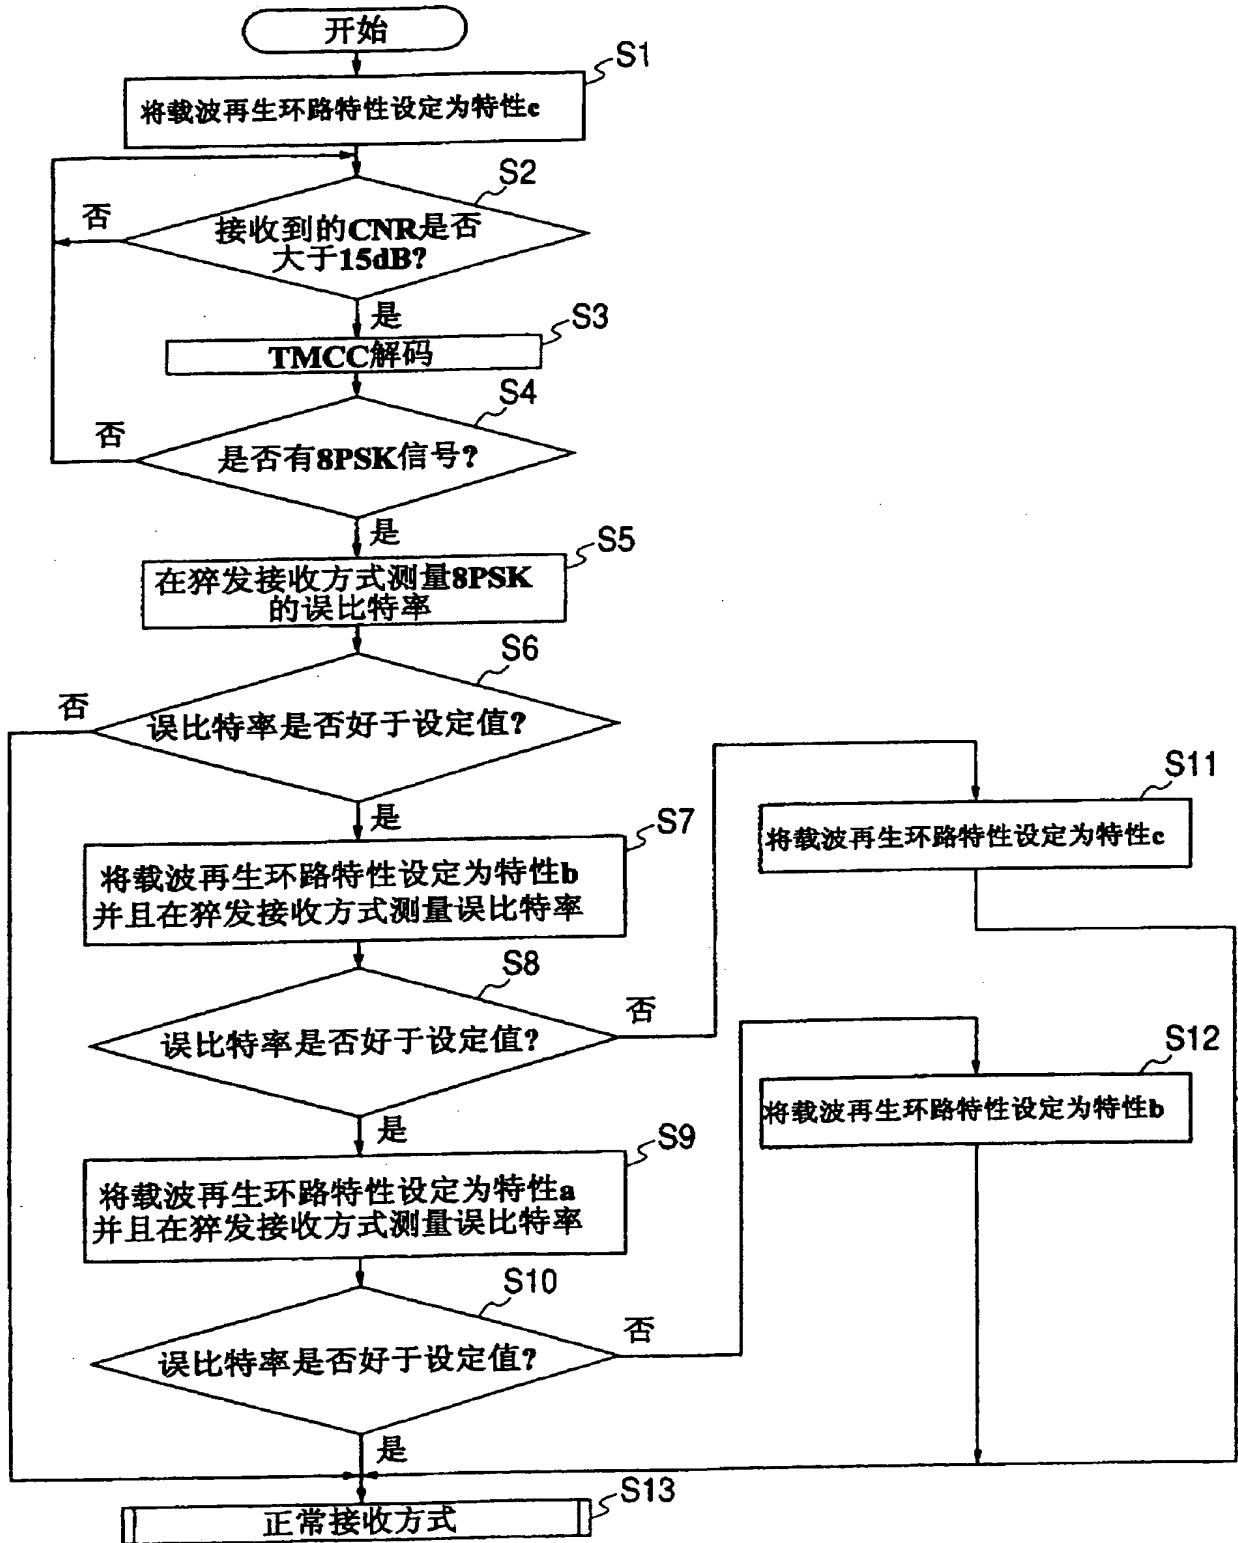 开始
S1
将载波再生环路特性设定为特性c
S2
否
接收到的CNR是否
大于15dB?
是
S3
TMCC解码
S4
否
是否有8PSK信号?
是
S5
在猝发接收方式测量8PSK
的误比特率
S6
否
误比特率是否好于设定值?
是
S7
将载波再生环路特性设定为特性b
并且在猝发接收方式测量误比特率
S11
将载波再生环路特性设定为特性c
S8
否
误比特率是否好于设定值?
是
S12
将载波再生环路特性设定为特性b
S9
将载波再生环路特性设定为特性a
并且在猝发接收方式测量误比特率
S10
否
误比特率是否好于设定值?
是
S13
正常接收方式